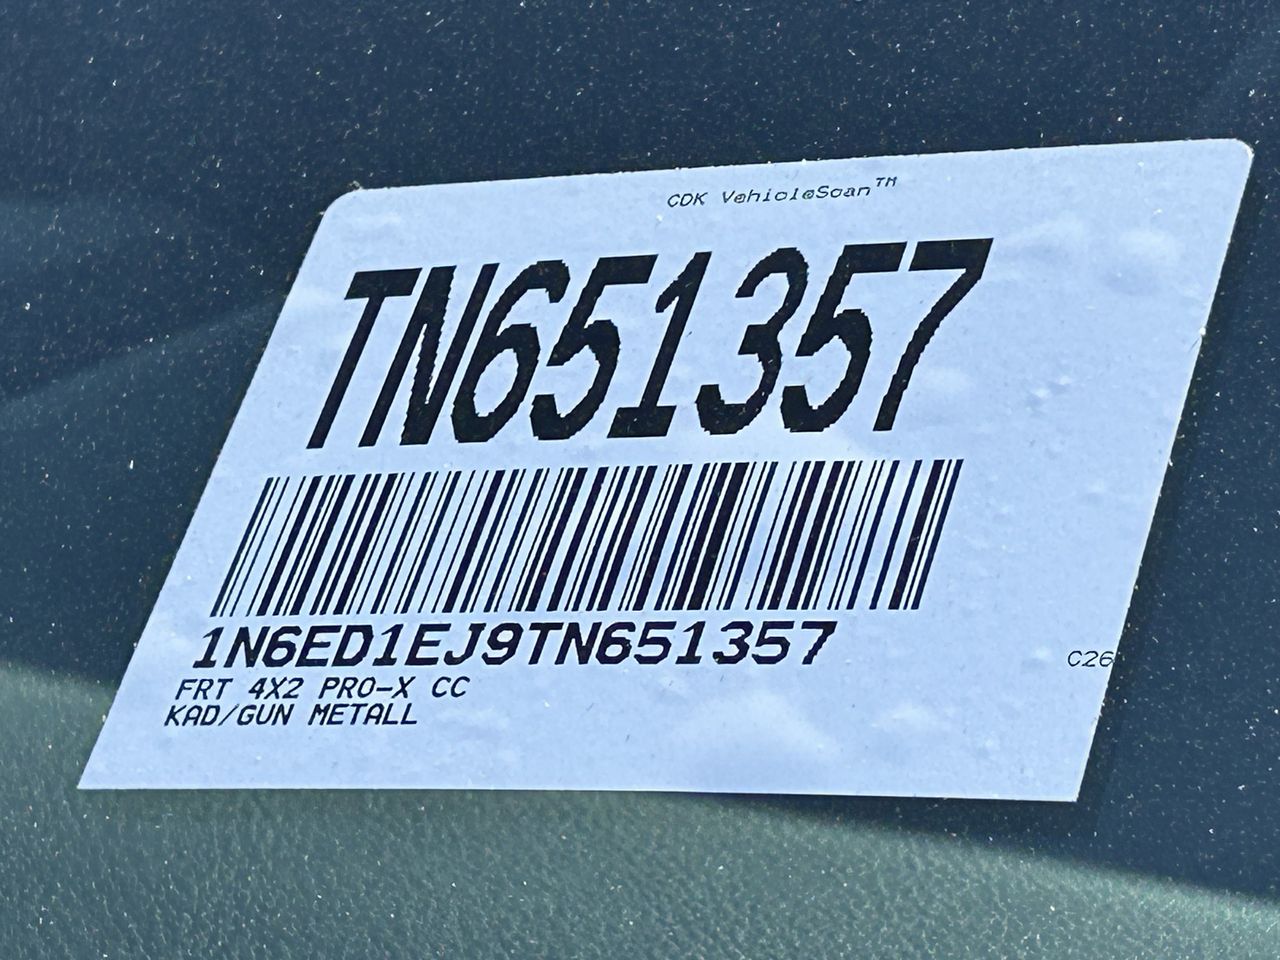 CDK VehicleScan™
TN651357
1N6ED1EJ9TN651357
C26
FRT 4X2 PRO-X CC
KAD/GUN METALL